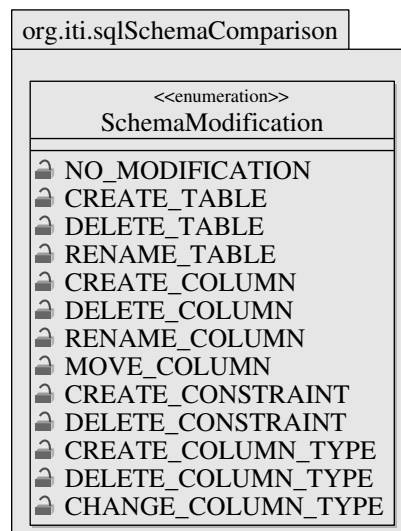 org.iti.sqlSchemaComparison
<<enumeration>>
SchemaModification
NO_MODIFICATION
CREATE_TABLE
DELETE_TABLE
RENAME_TABLE
CREATE_COLUMN
DELETE_COLUMN
RENAME_COLUMN
MOVE_COLUMN
CREATE_CONSTRAINT
DELETE_CONSTRAINT
CREATE_COLUMN_TYPE
DELETE_COLUMN_TYPE
CHANGE_COLUMN_TYPE